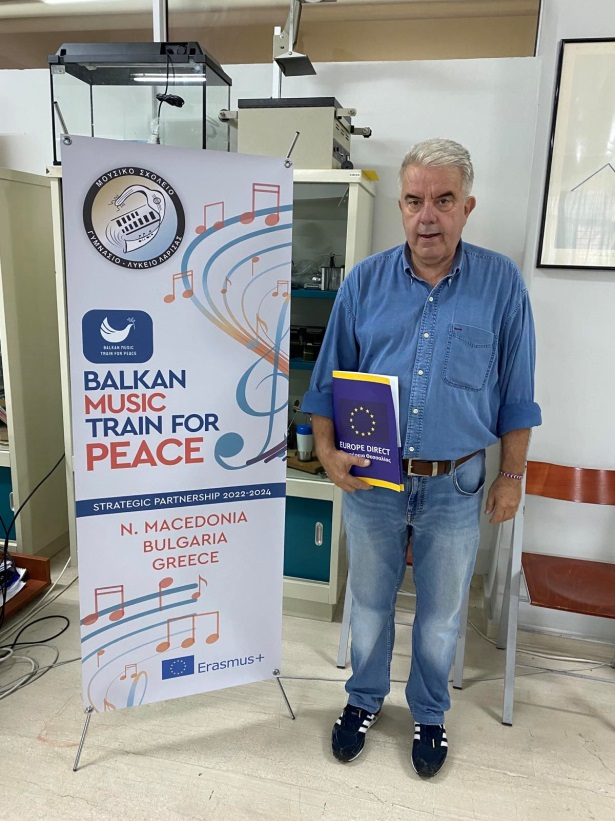 ΜΟΥΣΙΚΟ ΣΧΟΛΕΙΟ
ΓΥΜΝΑΣΙΟ - ΛΥΚΕΙΟ ΛΑΡΙΣΑΣ
BALKAN MUSIC
TRAIN FOR PEACE
BALKAN
MUSIC
TRAIN FOR
PEACE
STRATEGIC PARTNERSHIP 2022-2024
N. MACEDONIA
BULGARIA
GREECE
Erasmus+
EUROPE DIRECT
Θεσσαλίας